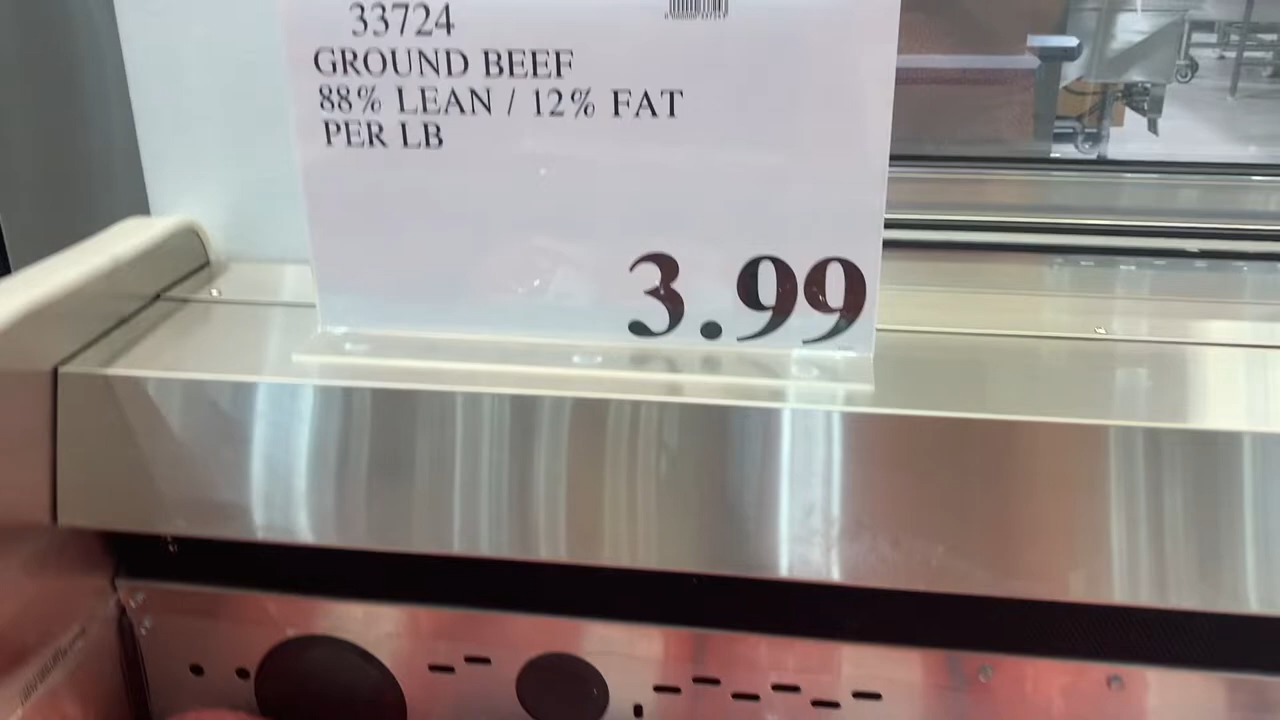 33724
GROUND BEEF
88% LEAN / 12% FAT
PER LB
3.99